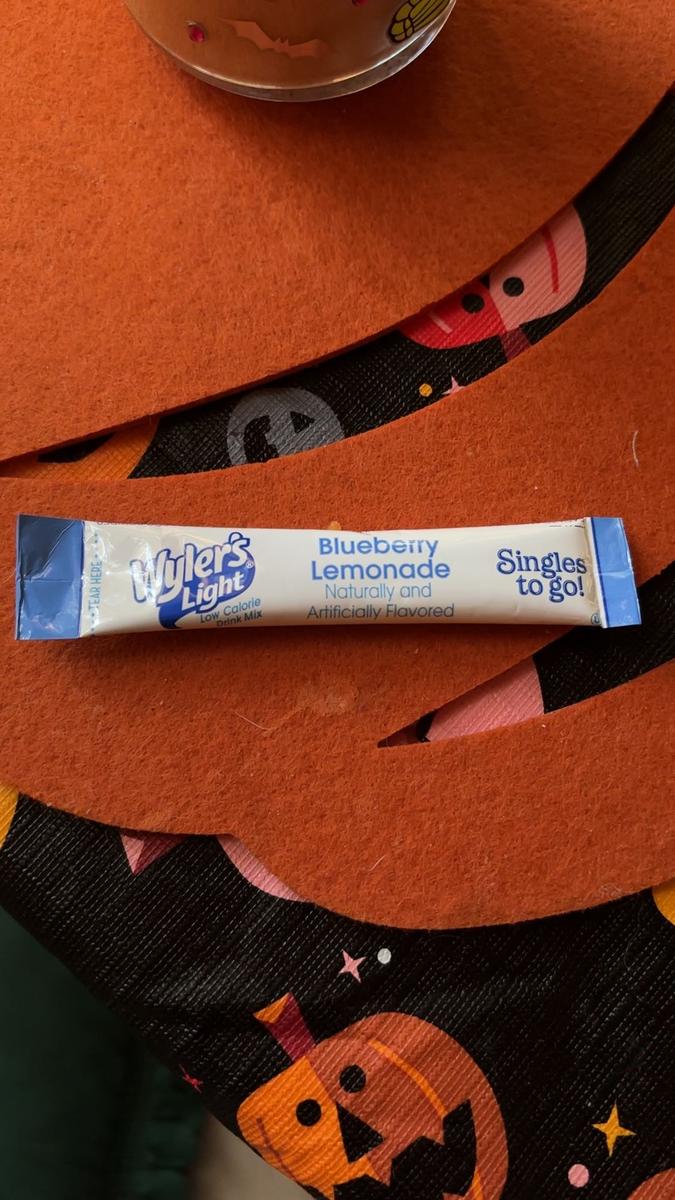 TEAR HERE
Wyler's
Light®
Low Calorie
Drink Mix
Blueberry
Lemonade
Naturally and
Artificially Flavored
Singles
to go!